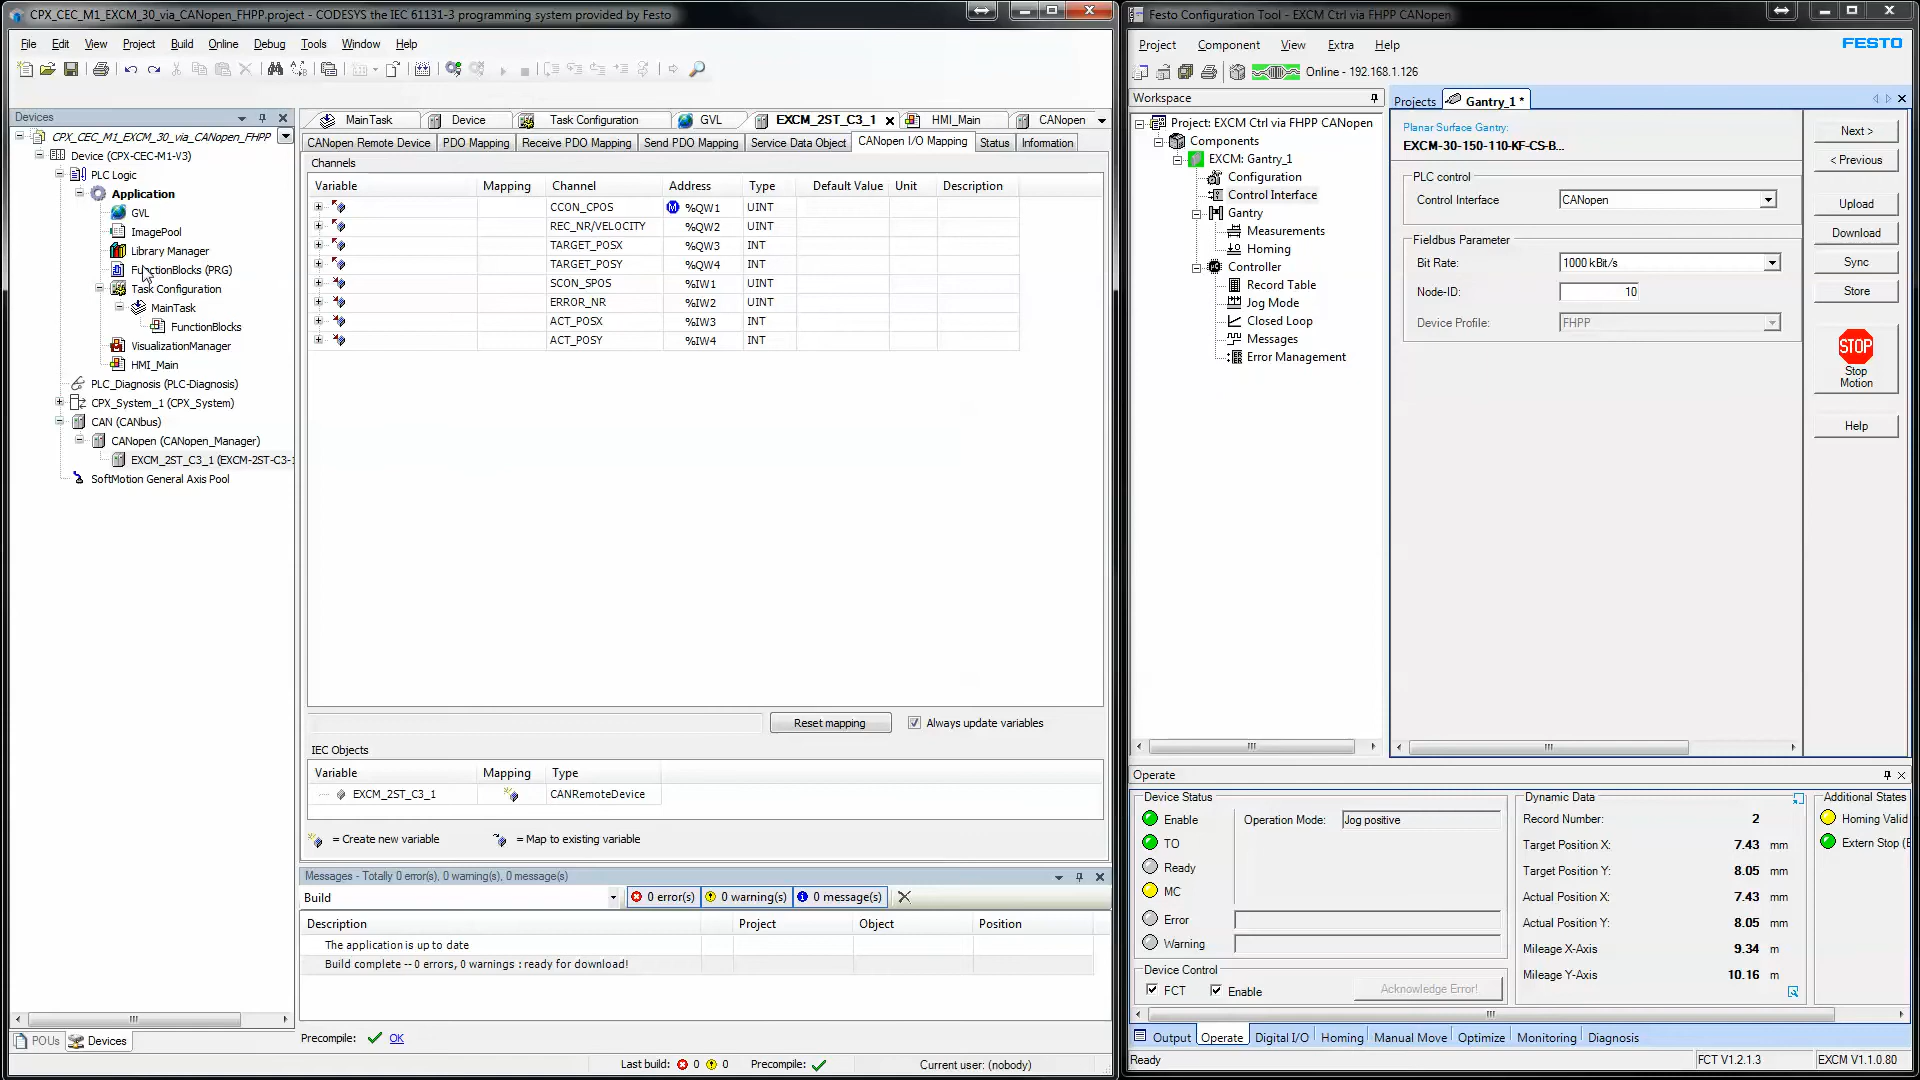 CPX_CEC_M1_EXCM_30_via_CANopen_FHPP.project - CODESYS the IEC 61131-3 programming system provided by Festo
File Edit View Project Build Online Debug Tools Window Help
Devices
CPX_CEC_M1_EXCM_30_via_CANopen_FHPP
Device (CPX-CEC-M1-V3)
PLC Logic
Application
GVL
ImagePool
Library Manager
FunctionBlocks (PRG)
Task Configuration
MainTask
FunctionBlocks
VisualizationManager
HMI_Main
PLC_Diagnosis (PLC-Diagnosis)
CPX_System_1 (CPX_System)
CAN (CANbus)
CANopen (CANopen_Manager)
EXCM_2ST_C3_1 (EXCM-2ST-C3-1
SoftMotion General Axis Pool
POUs Devices
MainTask Device Task Configuration GVL EXCM_2ST_C3_1 HMI_Main CANopen
CANopen Remote Device PDO Mapping Receive PDO Mapping Send PDO Mapping Service Data Object CANopen I/O Mapping Status Information
Channels
Variable Mapping Channel Address Type Default Value Unit Description
CCON_CPOS M %QW1 UINT
REC_NR/VELOCITY %QW2 UINT
TARGET_POSX %QW3 INT
TARGET_POSY %QW4 INT
SCON_SPOS %IW1 UINT
ERROR_NR %IW2 UINT
ACT_POSX %IW3 INT
ACT_POSY %IW4 INT
Reset mapping Always update variables
IEC Objects
Variable Mapping Type
EXCM_2ST_C3_1 CANRemoteDevice
= Create new variable = Map to existing variable
Messages - Totally 0 error(s), 0 warning(s), 0 message(s)
Build 0 error(s) 0 warning(s) 0 message(s)
Description Project Object Position
The application is up to date
Build complete -- 0 errors, 0 warnings : ready for download!
Precompile: OK
Last build: 0 0 Precompile: Current user: (nobody)
Festo Configuration Tool - EXCM Ctrl via FHPP CANopen
Project Component View Extra Help
FESTO
Online - 192.168.1.126
Workspace
Project: EXCM Ctrl via FHPP CANopen
Components
EXCM: Gantry_1
Configuration
Control Interface
Gantry
Measurements
Homing
Controller
Record Table
Jog Mode
Closed Loop
Messages
Error Management
Projects Gantry_1 *
Planar Surface Gantry:
EXCM-30-150-110-KF-CS-B...
PLC control
Control Interface CANopen
Fieldbus Parameter
Bit Rate: 1000 kBit/s
Node-ID: 10
Device Profile: FHPP
Next >
< Previous
Upload
Download
Sync
Store
STOP
Stop
Motion
Help
Operate
Device Status
Enable
TO
Ready
MC
Error
Warning
Operation Mode: Jog positive
Device Control
FCT Enable Acknowledge Error!
Dynamic Data
Record Number: 2
Target Position X: 7.43 mm
Target Position Y: 8.05 mm
Actual Position X: 7.43 mm
Actual Position Y: 8.05 mm
Mileage X-Axis 9.34 m
Mileage Y-Axis 10.16 m
Additional States
Homing Valid
Extern Stop (E
Output Operate Digital I/O Homing Manual Move Optimize Monitoring Diagnosis
Ready FCT V1.2.1.3 EXCM V1.1.0.80